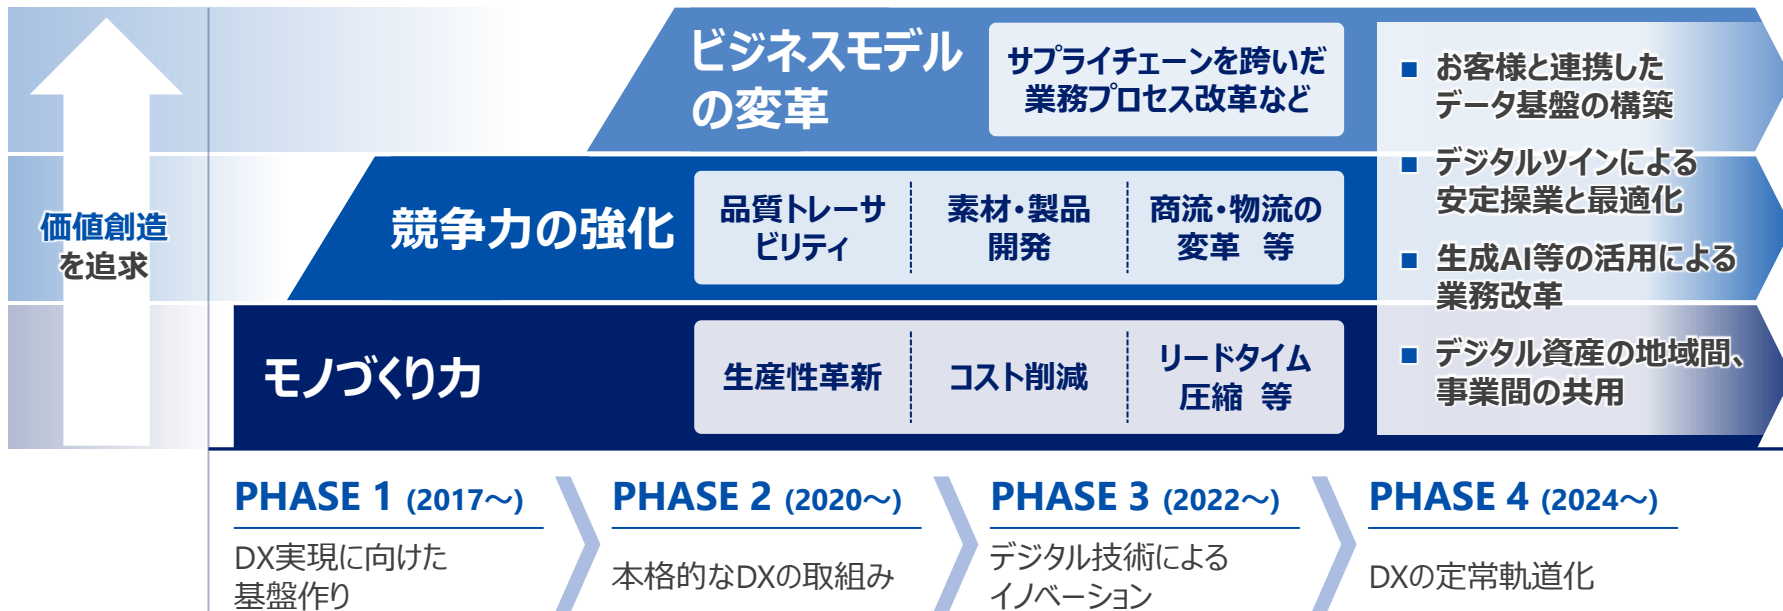 価値創造
を追求
ビジネスモデル
の変革
サプライチェーンを跨いだ
業務プロセス改革など
競争力の強化
品質トレーサ
ビリティ
素材・製品
開発
商流・物流の
変革 等
モノづくり力
生産性革新
コスト削減
リードタイム
圧縮 等
■ お客様と連携した
データ基盤の構築
■ デジタルツインによる
安定操業と最適化
■ 生成AI等の活用による
業務改革
■ デジタル資産の地域間、
事業間の共用
PHASE 1 (2017～)
DX実現に向けた
基盤作り
PHASE 2 (2020～)
本格的なDXの取組み
PHASE 3 (2022～)
デジタル技術による
イノベーション
PHASE 4 (2024～)
DXの定常軌道化